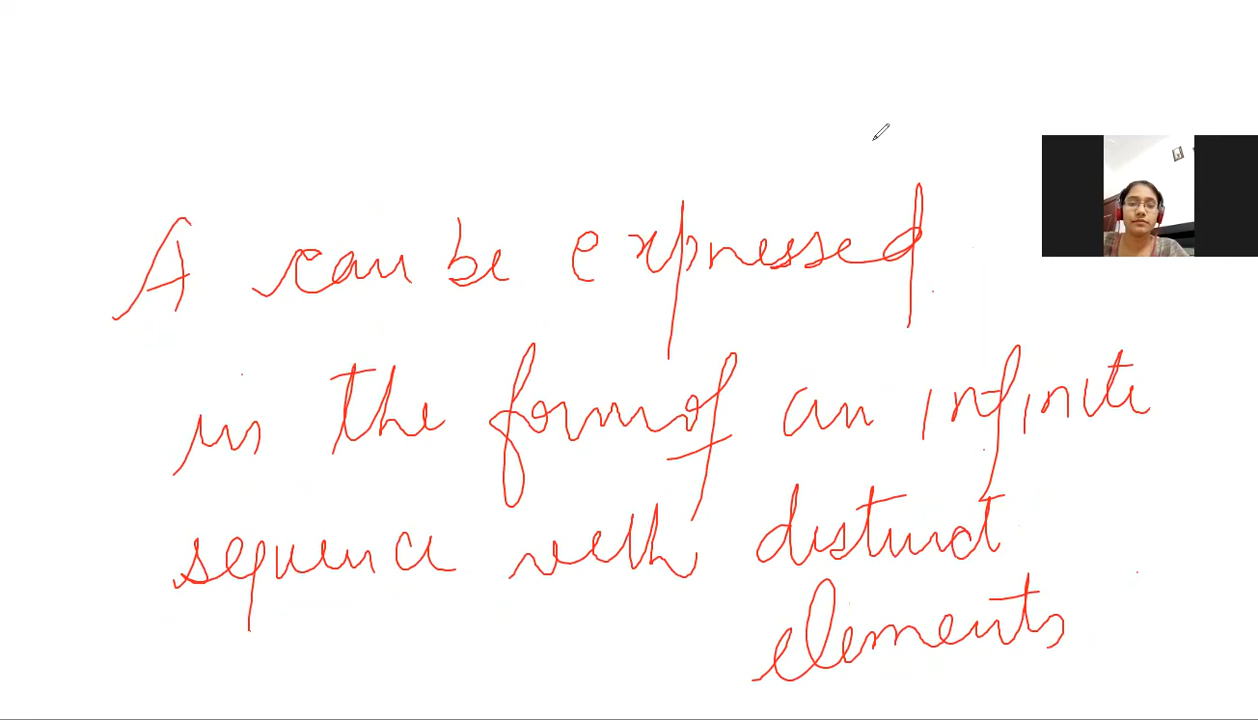 A can be expressed
in the form of an infinite
sequence with distinct
elements